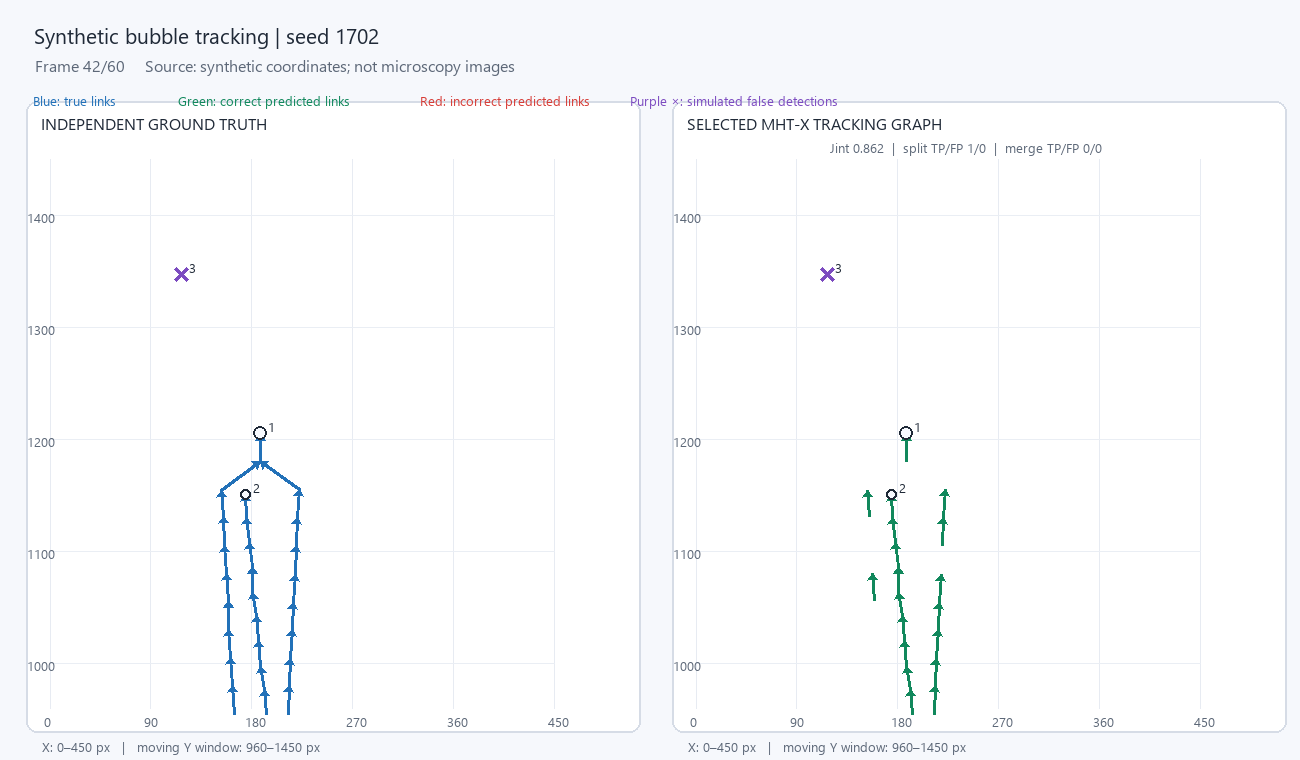 Synthetic bubble tracking | seed 1702
Frame 42/60 Source: synthetic coordinates; not microscopy images
Blue: true links Green: correct predicted links Red: incorrect predicted links Purple ×: simulated false detections
INDEPENDENT GROUND TRUTH
1400
3
1300
1200
1
2
1100
1000
0 90 180 270 360 450
X: 0–450 px | moving Y window: 960–1450 px
SELECTED MHT-X TRACKING GRAPH
Jint 0.862 | split TP/FP 1/0 | merge TP/FP 0/0
1400
3
1300
1200
1
2
1100
1000
0 90 180 270 360 450
X: 0–450 px | moving Y window: 960–1450 px